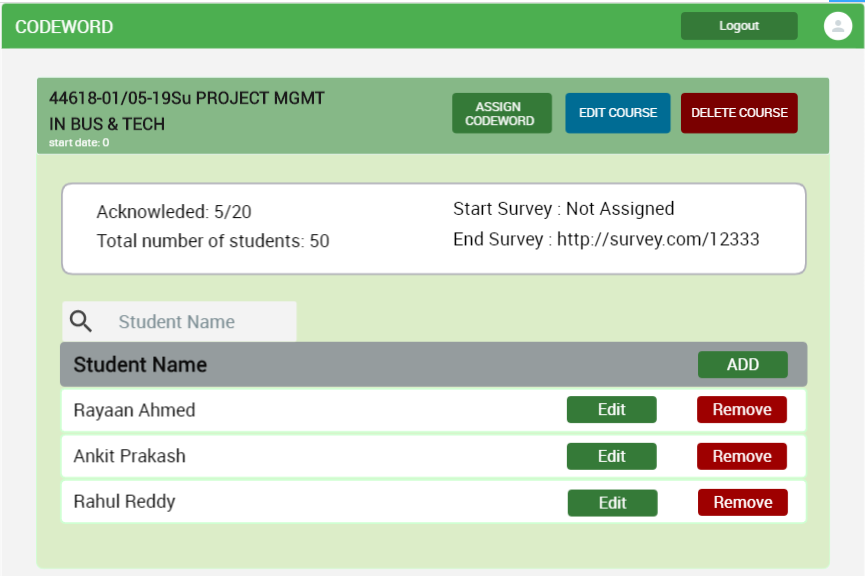 CODEWORD
Logout
44618-01/05-19Su PROJECT MGMT
IN BUS & TECH
start date: 0
ASSIGN
CODEWORD
EDIT COURSE
DELETE COURSE
Acknowleded: 5/20
Total number of students: 50
Start Survey : Not Assigned
End Survey : http://survey.com/12333
Student Name
Student Name
ADD
Rayaan Ahmed
Edit
Remove
Ankit Prakash
Edit
Remove
Rahul Reddy
Edit
Remove